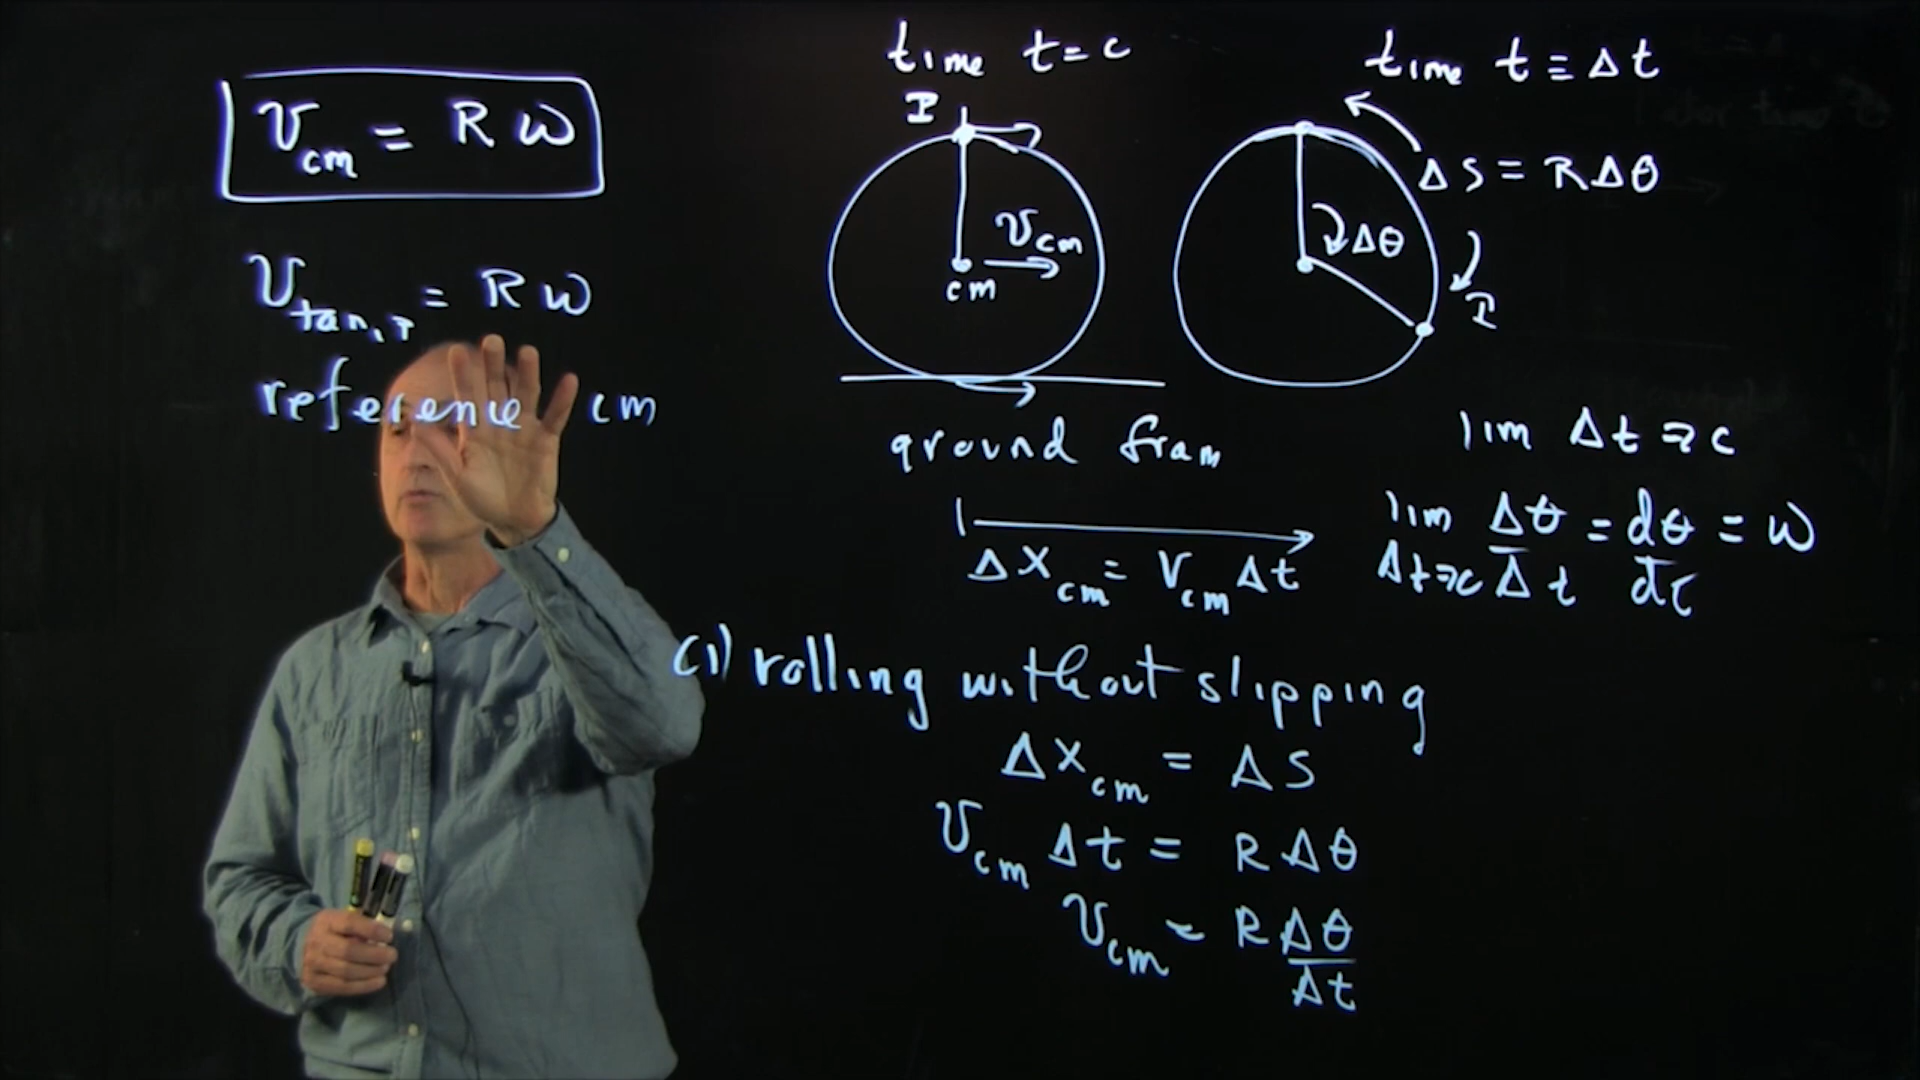 v_cm = R ω
v_tan,P = R ω
reference cm
time t = 0
P
v_cm
cm
ground fram
time t = Δt
Δs = RΔθ
Δθ
P
Δx_cm = v_cm Δt
lim Δt → 0
lim Δt→0 Δθ/Δt = dθ/dt = ω
(1) rolling without slipping
Δx_cm = Δs
v_cm Δt = R Δθ
v_cm = R Δθ/Δt